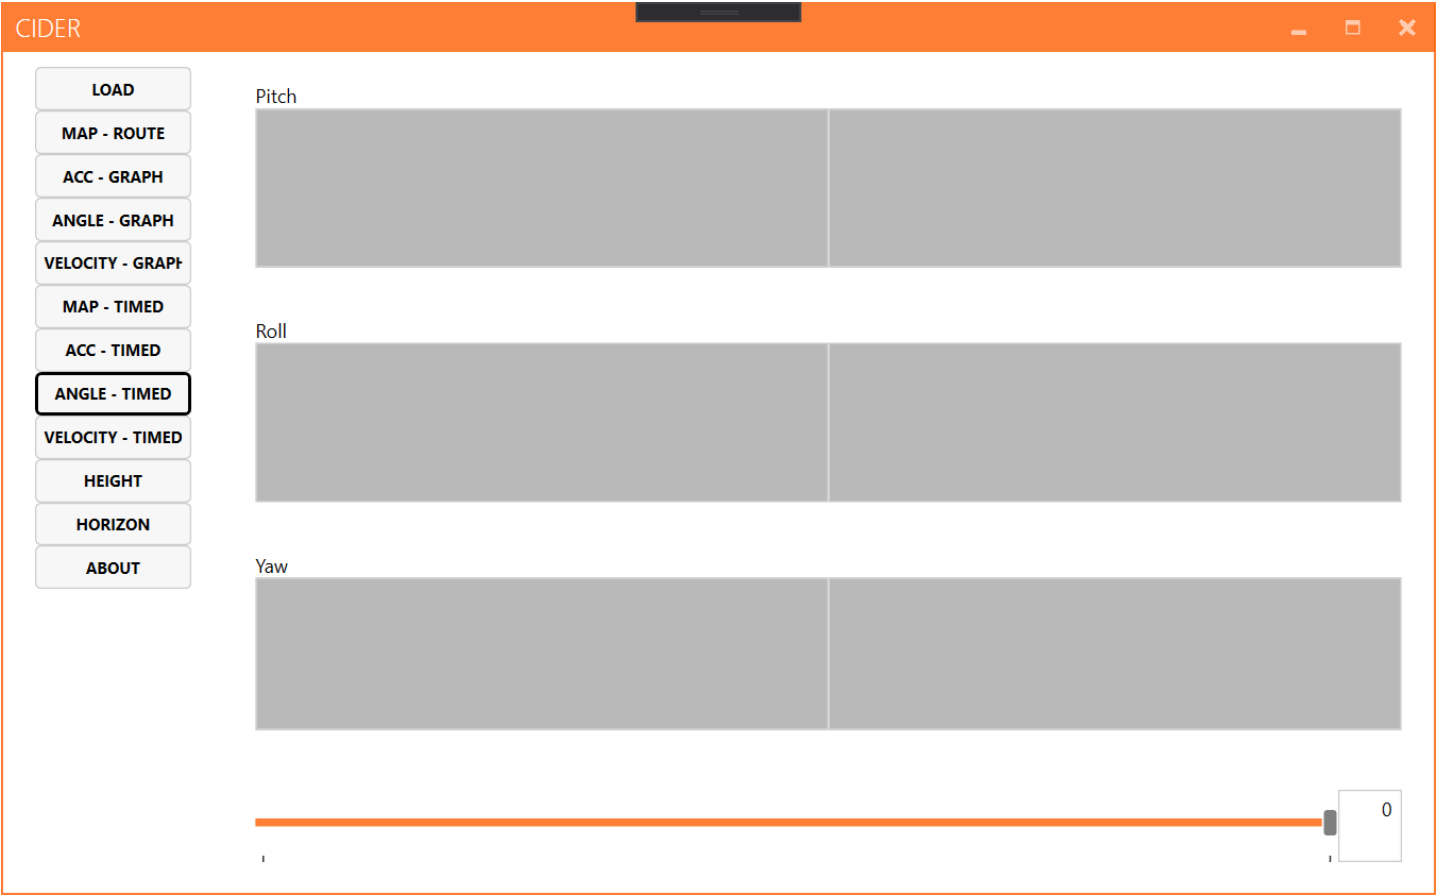 CIDER
LOAD
MAP - ROUTE
ACC - GRAPH
ANGLE - GRAPH
VELOCITY - GRAPH
MAP - TIMED
ACC - TIMED
ANGLE - TIMED
VELOCITY - TIMED
HEIGHT
HORIZON
ABOUT
Pitch
Roll
Yaw
0